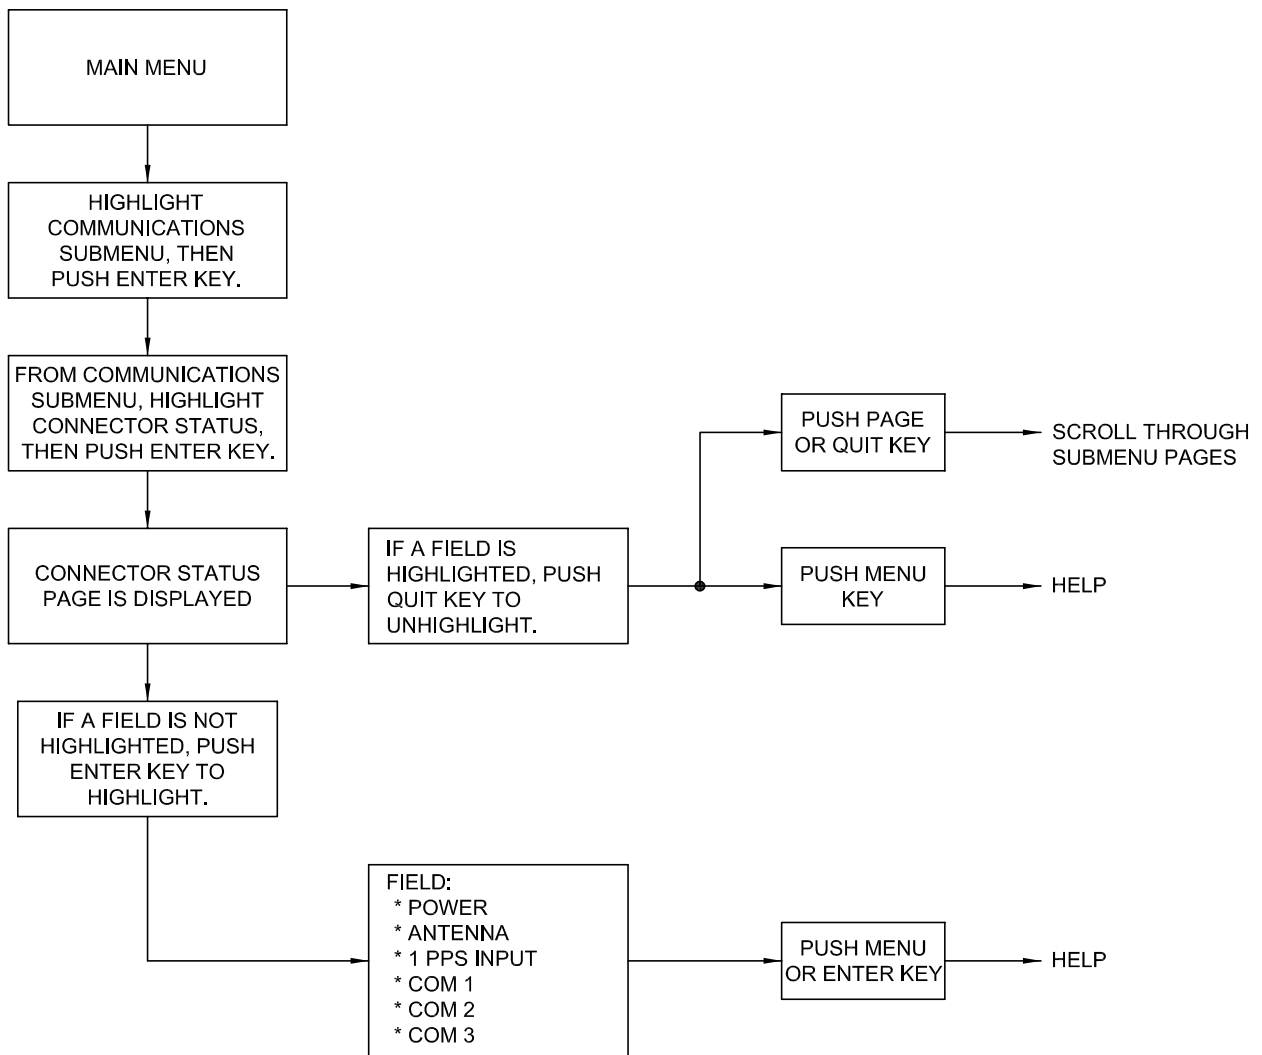 MAIN MENU
HIGHLIGHT
COMMUNICATIONS
SUBMENU, THEN
PUSH ENTER KEY.
FROM COMMUNICATIONS
SUBMENU, HIGHLIGHT
CONNECTOR STATUS,
THEN PUSH ENTER KEY.
CONNECTOR STATUS
PAGE IS DISPLAYED
IF A FIELD IS
HIGHLIGHTED, PUSH
QUIT KEY TO
UNHIGHLIGHT.
PUSH PAGE
OR QUIT KEY
SCROLL THROUGH
SUBMENU PAGES
PUSH MENU
KEY
HELP
IF A FIELD IS NOT
HIGHLIGHTED, PUSH
ENTER KEY TO
HIGHLIGHT.
FIELD:
* POWER
* ANTENNA
* 1 PPS INPUT
* COM 1
* COM 2
* COM 3
PUSH MENU
OR ENTER KEY
HELP